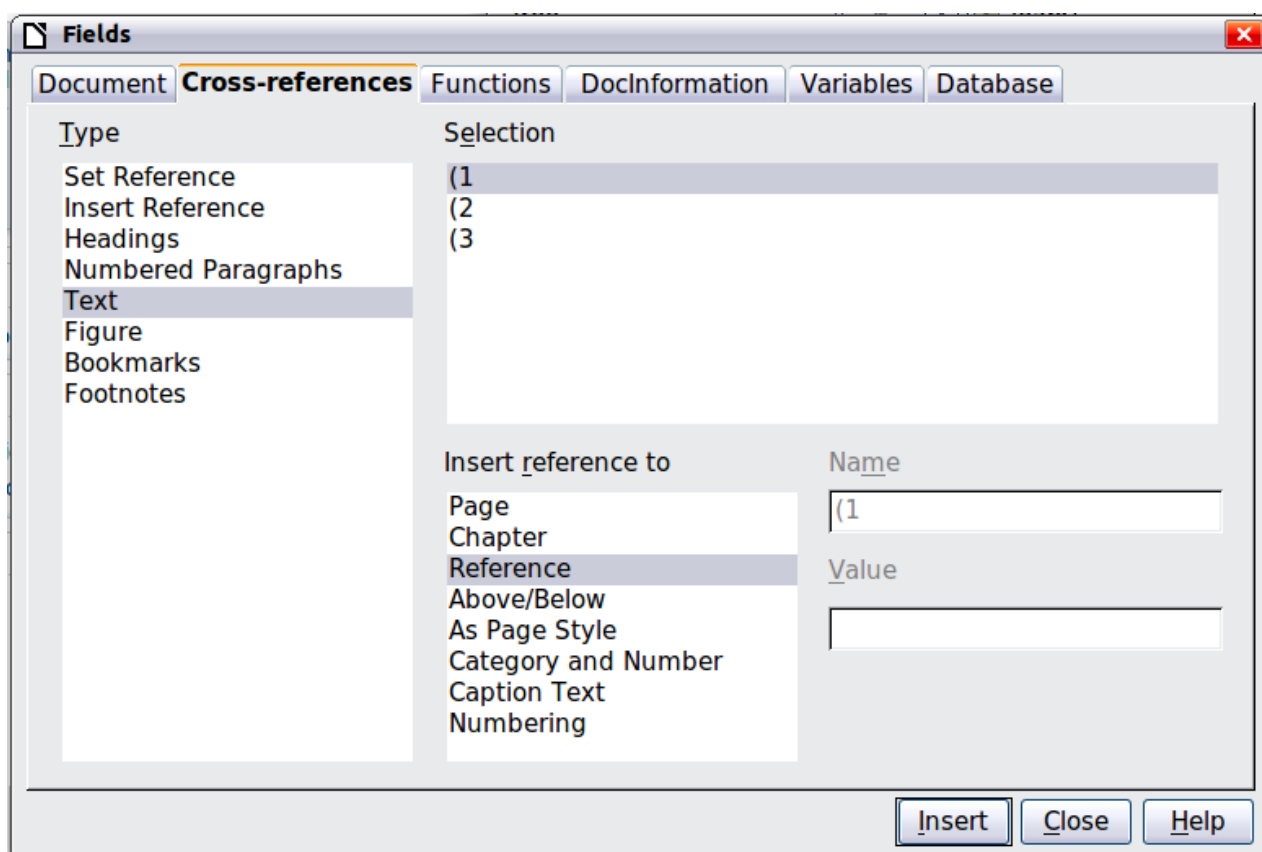 Fields
Document Cross-references Functions DocInformation Variables Database
Type
Set Reference
Insert Reference
Headings
Numbered Paragraphs
Text
Figure
Bookmarks
Footnotes
Selection
(1
(2
(3
Insert reference to
Page
Chapter
Reference
Above/Below
As Page Style
Category and Number
Caption Text
Numbering
Name
(1
Value
Insert Close Help